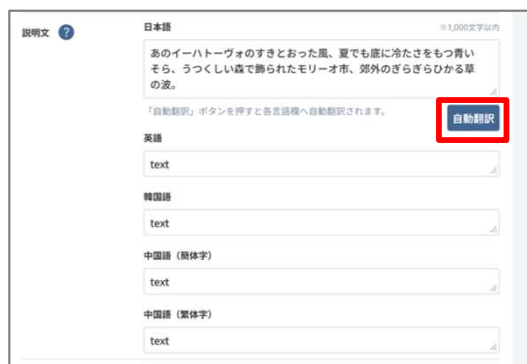 説明文 ?
日本語
※1,000文字以内
あのイーハトーヴォのすきとおった風、夏でも底に冷たさをもつ青い
そら、うつくしい森で飾られたモリーオ市、郊外のぎらぎらひかる草
の波。
「自動翻訳」ボタンを押すと各言語欄へ自動翻訳されます。
自動翻訳
英語
text
韓国語
text
中国語（簡体字）
text
中国語（繁体字）
text